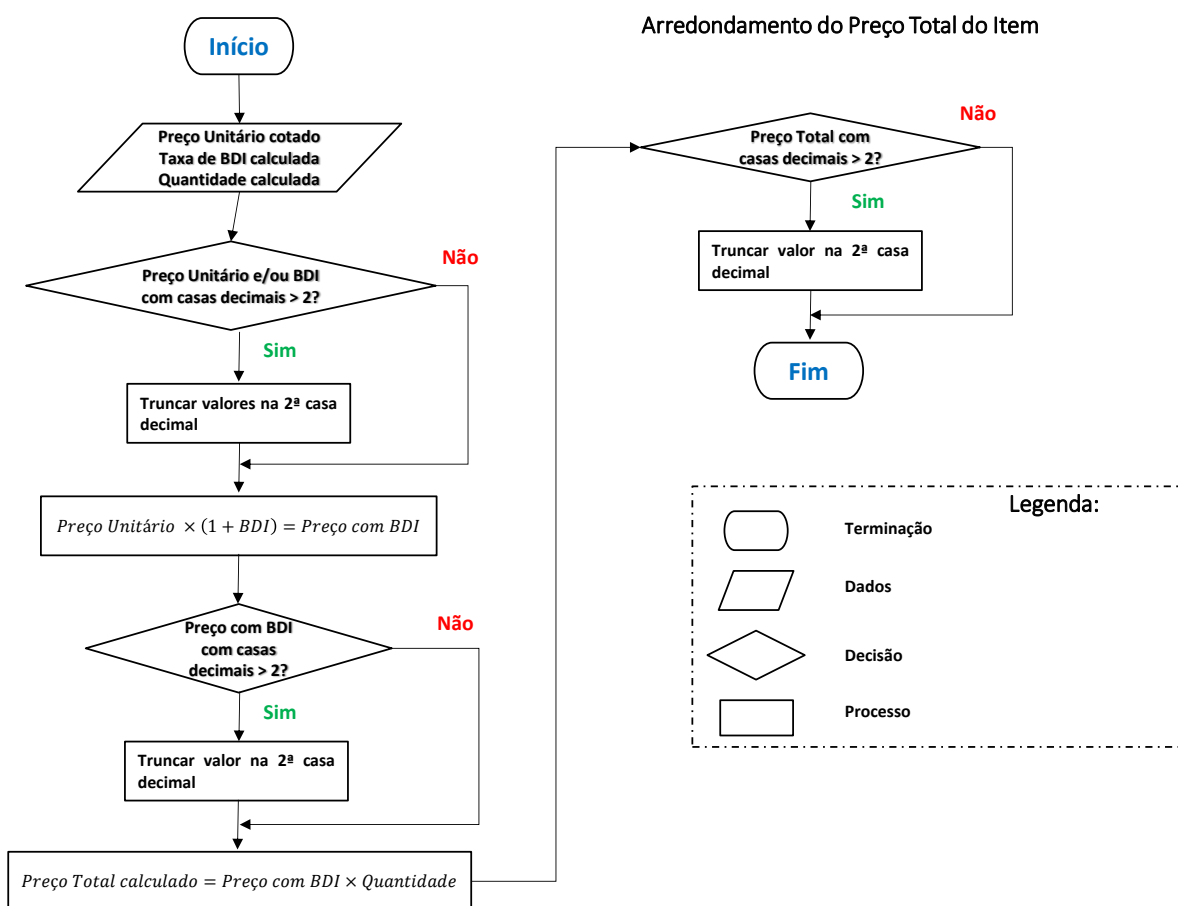 Arredondamento do Preço Total do Item
Início
Preço Unitário cotado
Taxa de BDI calculada
Quantidade calculada
Preço Unitário e/ou BDI
com casas decimais > 2?
Não
Sim
Truncar valores na 2ª casa
decimal
Preço Unitário × (1 + BDI) = Preço com BDI
Preço com BDI
com casas
decimais > 2?
Não
Sim
Truncar valor na 2ª casa
decimal
Preço Total calculado = Preço com BDI × Quantidade
Preço Total com
casas decimais > 2?
Não
Sim
Truncar valor na 2ª casa
decimal
Fim
Legenda:
Terminação
Dados
Decisão
Processo